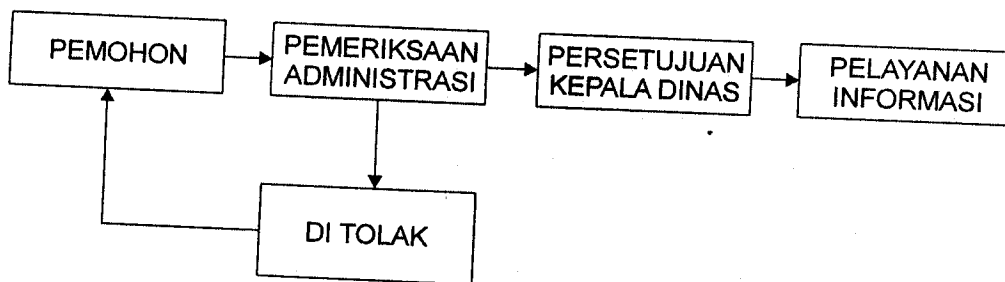 PEMOHON
PEMERIKSAAN
ADMINISTRASI
PERSETUJUAN
KEPALA DINAS
PELAYANAN
INFORMASI
DI TOLAK